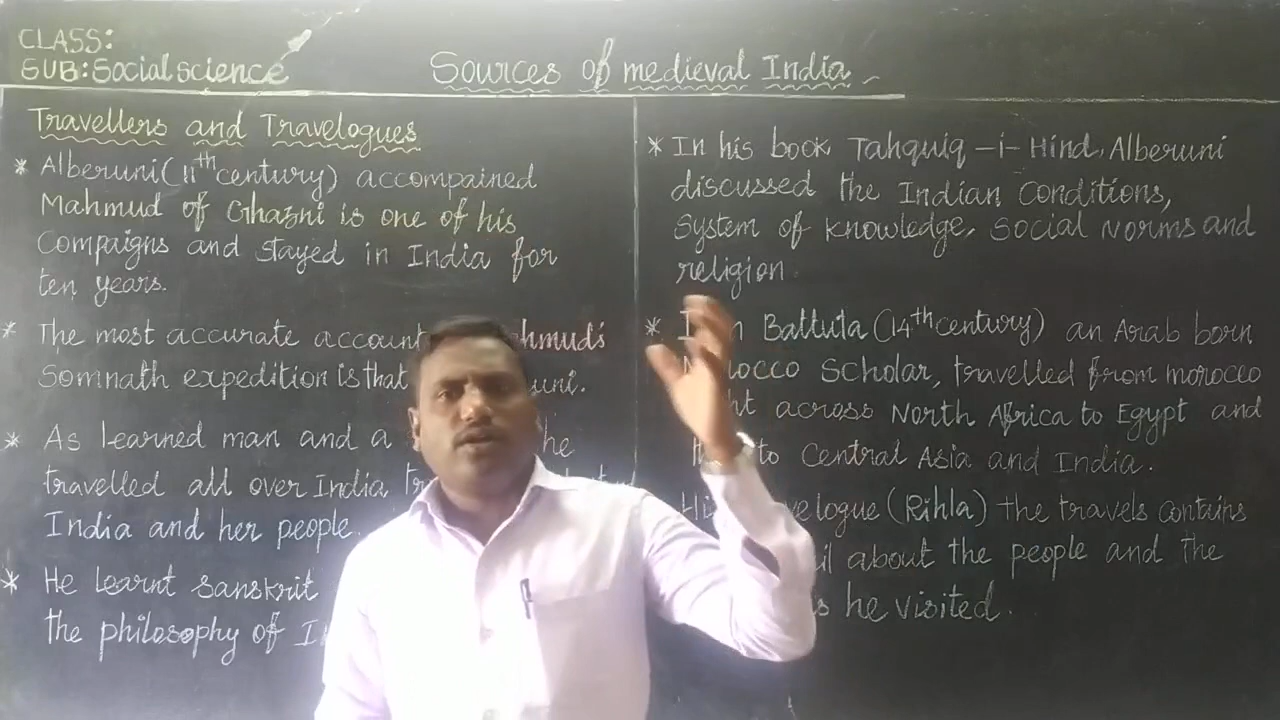 CLASS:
SUB: Social science
Sources of medieval India
Travellers and Travelogues
* Alberuni (11th century) accompained
Mahmud of Ghazni is one of his
Compaigns and stayed in India for
ten years.
* The most accurate account
Somnath expedition is that
* As learned man and a he
travelled all over India
India and her people.
* He learnt sanskrit
the philosophy of
* In his book Tahquiq -i- Hind, Alberuni
discussed the Indian Conditions,
System of knowledge, Social Norms and
religion.
* Battuta (14th century) an Arab born
Scholar, travelled from morocco
across North Africa to Egypt and
to Central Asia and India.
(Rihla) the travels contains
about the people and the
he visited.